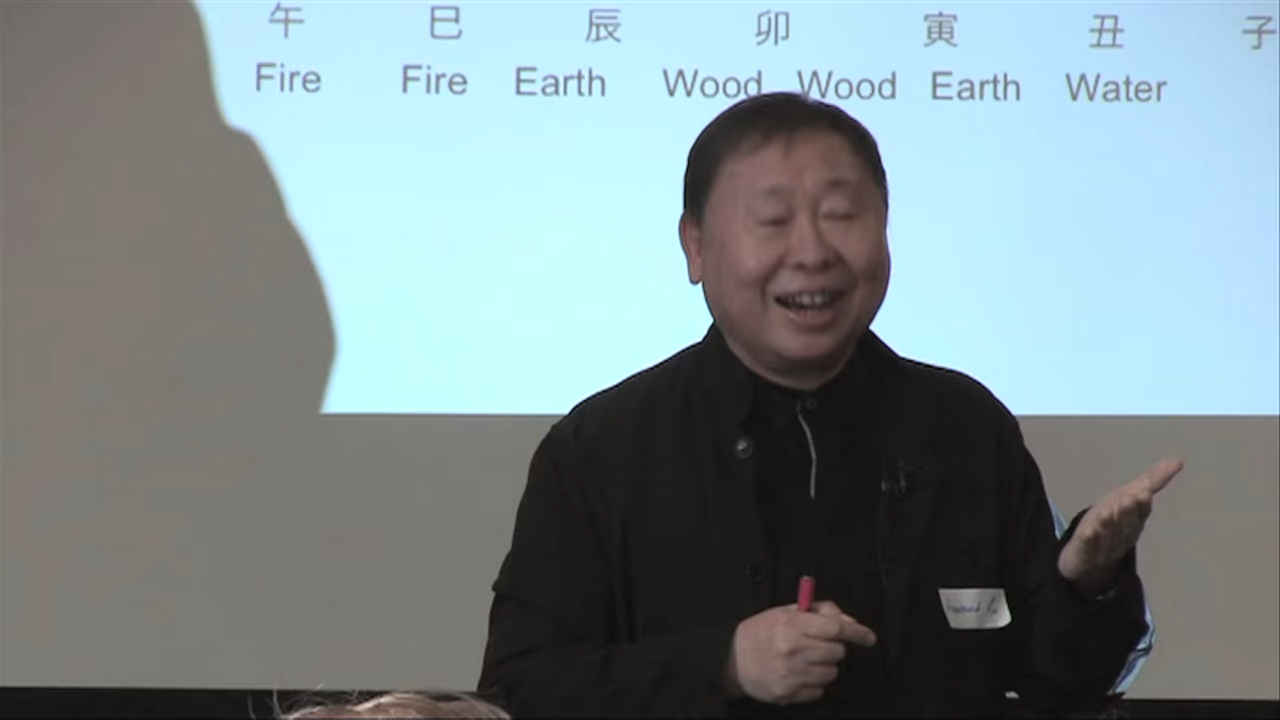 午 巳 辰 卯 寅 丑 子
Fire Fire Earth Wood Wood Earth Water